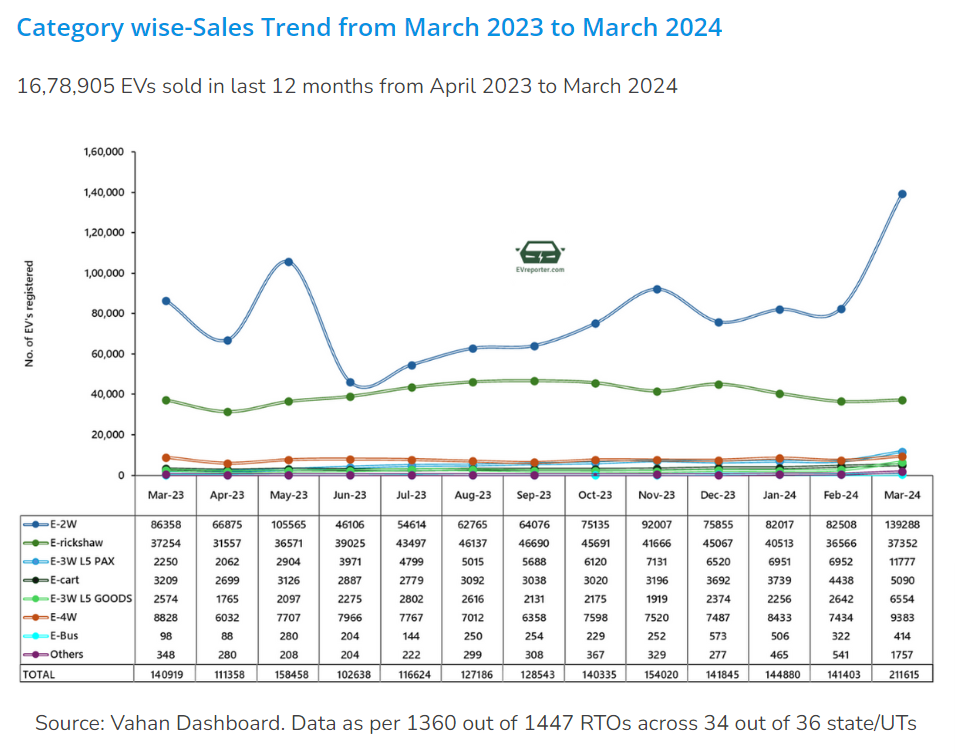 Category wise-Sales Trend from March 2023 to March 2024
16,78,905 EVs sold in last 12 months from April 2023 to March 2024
1,60,000
1,40,000
1,20,000
1,00,000
80,000
60,000
40,000
20,000
0
No. of EV's registered
EVreporter.com
Mar-23 Apr-23 May-23 Jun-23 Jul-23 Aug-23 Sep-23 Oct-23 Nov-23 Dec-23 Jan-24 Feb-24 Mar-24
E-2W 86358 66875 105565 46106 54614 62765 64076 75135 92007 75855 82017 82508 139288
E-rickshaw 37254 31557 36571 39025 43497 46137 46690 45691 41666 45067 40513 36566 37352
E-3W L5 PAX 2250 2062 2904 3971 4799 5015 5688 6120 7131 6520 6951 6952 11777
E-cart 3209 2699 3126 2887 2779 3092 3038 3020 3196 3692 3739 4438 5090
E-3W L5 GOODS 2574 1765 2097 2275 2802 2616 2131 2175 1919 2374 2256 2642 6554
E-4W 8828 6032 7707 7966 7767 7012 6358 7598 7520 7487 8433 7434 9383
E-Bus 98 88 280 204 144 250 254 229 252 573 506 322 414
Others 348 280 208 204 222 299 308 367 329 277 465 541 1757
TOTAL 140919 111358 158458 102638 116624 127186 128543 140335 154020 141845 144880 141403 211615
Source: Vahan Dashboard. Data as per 1360 out of 1447 RTOs across 34 out of 36 state/UTs